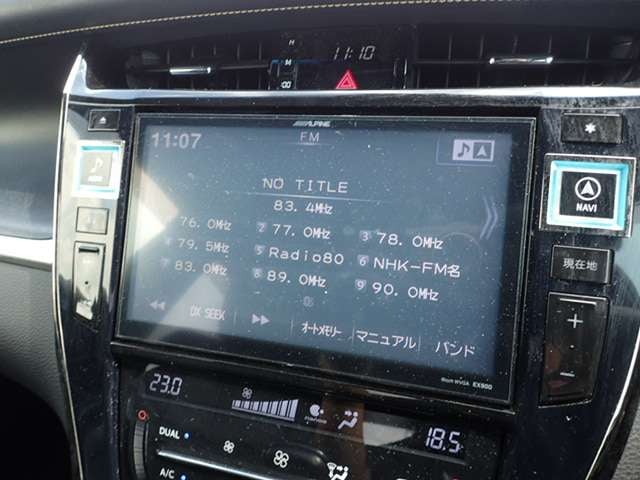 11:10
ALPINE
11:07
FM
NO TITLE
83. 4MHz
76. 0MHz
2 77. 0MHz
3 78. 0MHz
4 79. 5MHz
5 Radio80
6 NHK-FM名
7 83. 0MHz
8 89. 0MHz
9 90. 0MHz
DX SEEK
オートメモリー
マニュアル
バンド
NAVI
現在地
+
-
EX900
23.0
18.5
DUAL
A/C